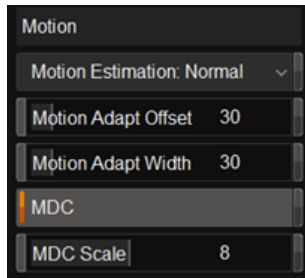 Motion
Motion Estimation: Normal
Motion Adapt Offset 30
Motion Adapt Width 30
MDC
MDC Scale 8